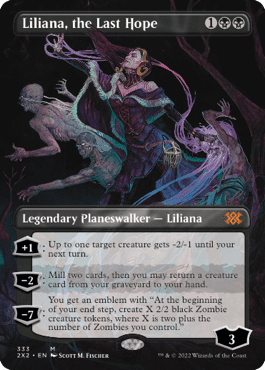 Liliana, the Last Hope 1
Legendary Planeswalker — Liliana
+1: Up to one target creature gets -2/-1 until your
next turn.
-2: Mill two cards, then you may return a creature
card from your graveyard to your hand.
You get an emblem with “At the beginning
of your end step, create X 2/2 black Zombie
-7: creature tokens, where X is two plus the
number of Zombies you control.”
3
333 M
2X2 • EN Scott M. Fischer ™ & © 2022 Wizards of the Coast